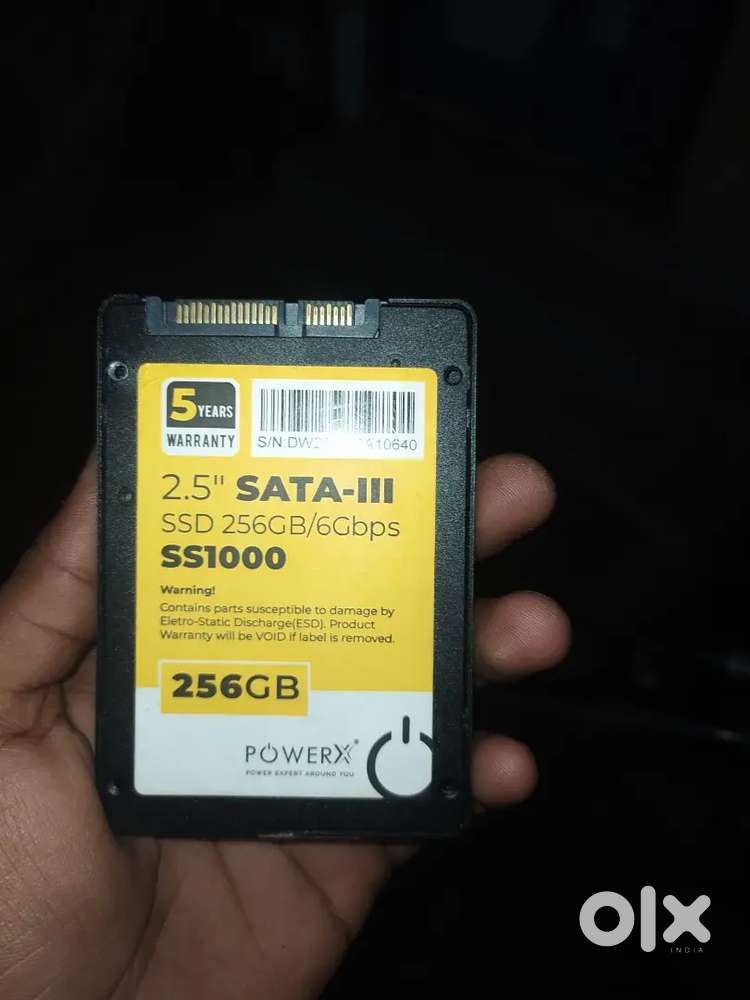 5 YEARS
WARRANTY
2.5" SATA-III
SSD 256GB/6Gbps
SS1000
Warning!
Contains parts susceptible to damage by
Eletro-Static Discharge(ESD). Product
Warranty will be VOID if label is removed.
256GB
POWERX
POWER EXPERT AROUND YOU
olx
INDIA